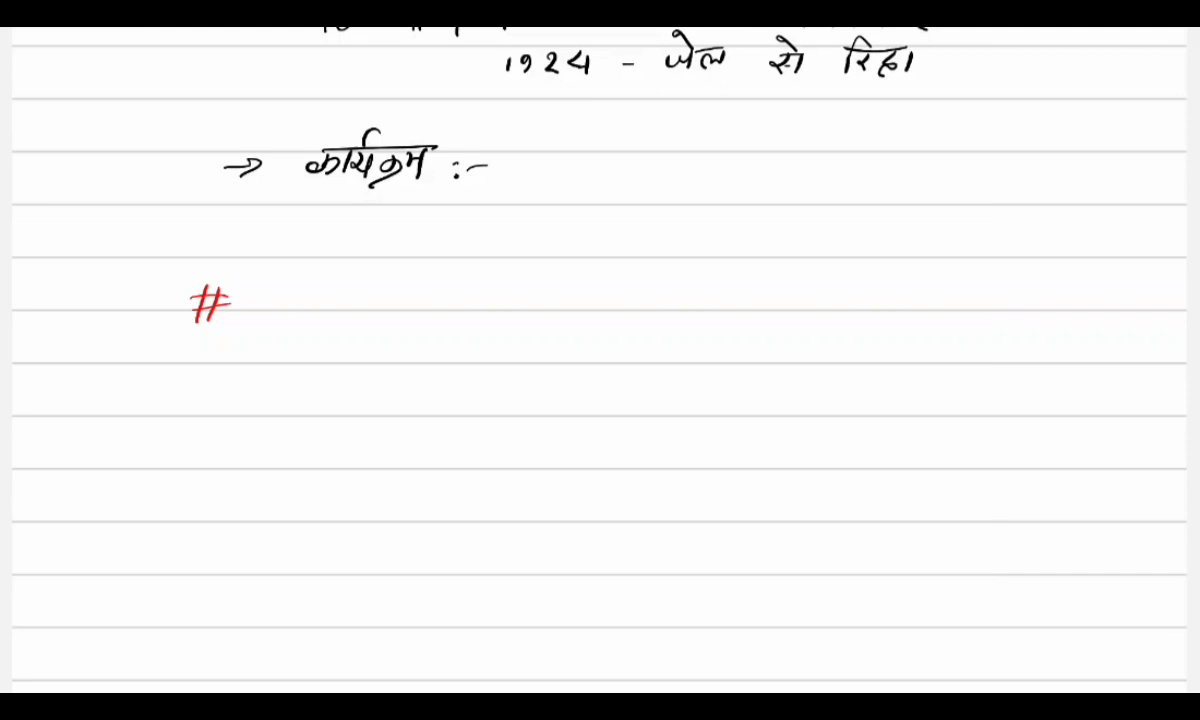 1924 - जेल से रिहा
→ कार्यक्रम :-
#